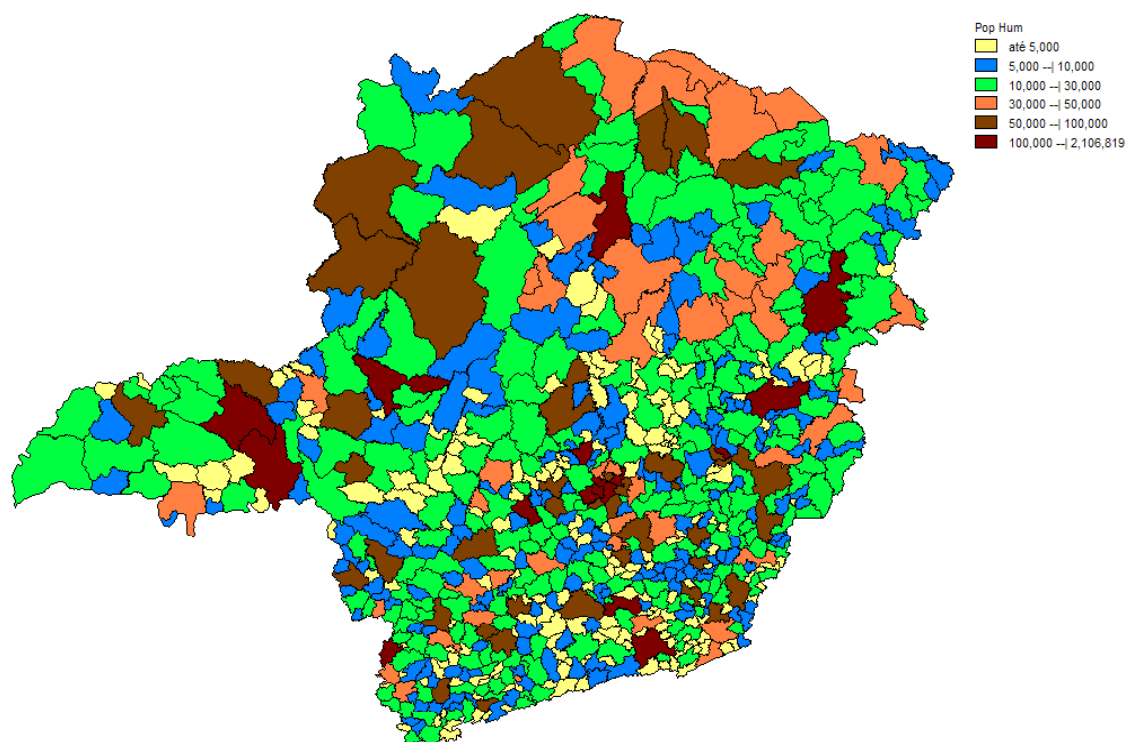 Pop Hum
até 5,000
5,000 --| 10,000
10,000 --| 30,000
30,000 --| 50,000
50,000 --| 100,000
100,000 --| 2,106,819